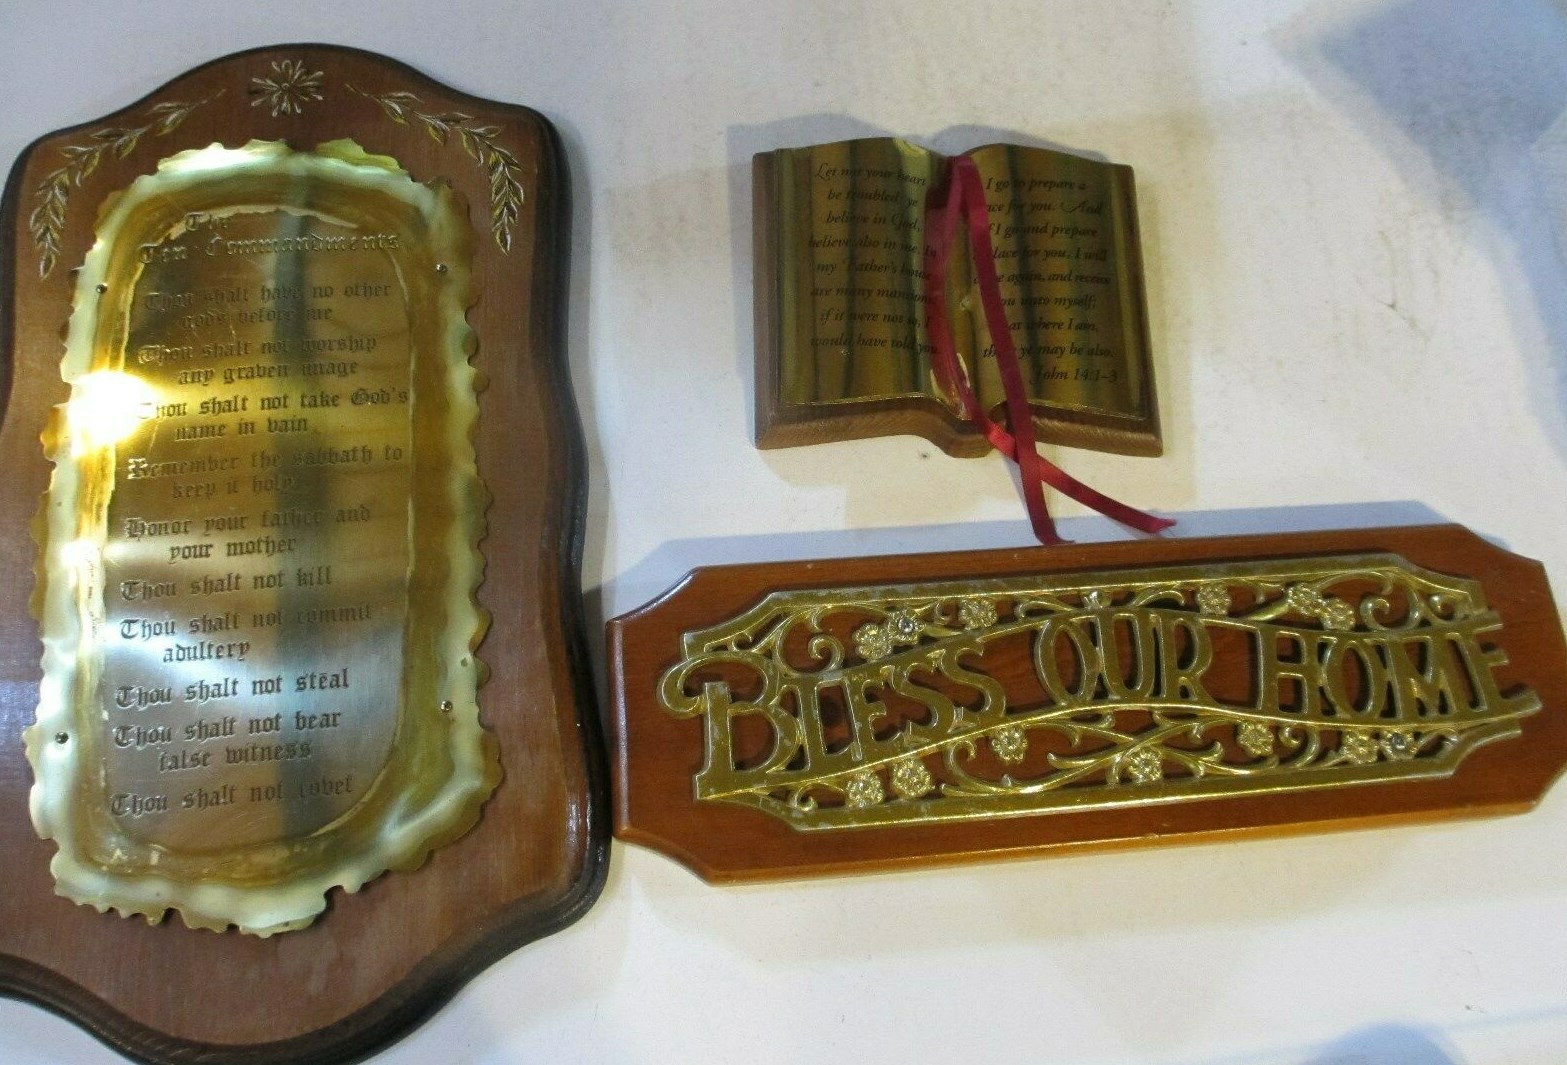 The
Ten Commandments
Thou shalt have no other
gods before me
Thou shalt not worship
any graven image
Thou shalt not take God's
name in vain
Remember the sabbath to
keep it holy
Honor your father and
your mother
Thou shalt not kill
Thou shalt not commit
adultery
Thou shalt not steal
Thou shalt not bear
false witness
Thou shalt not covet
Let not your heart
be troubled ye
believe in God,
believe also in me. In
my Father's house
are many mansions
if it were not so, I
would have told you.
I go to prepare a
place for you. And
if I go and prepare
place for you, I will
come again, and receive
you unto myself;
that where I am,
there ye may be also.
John 14:1-3
BLESS OUR HOME